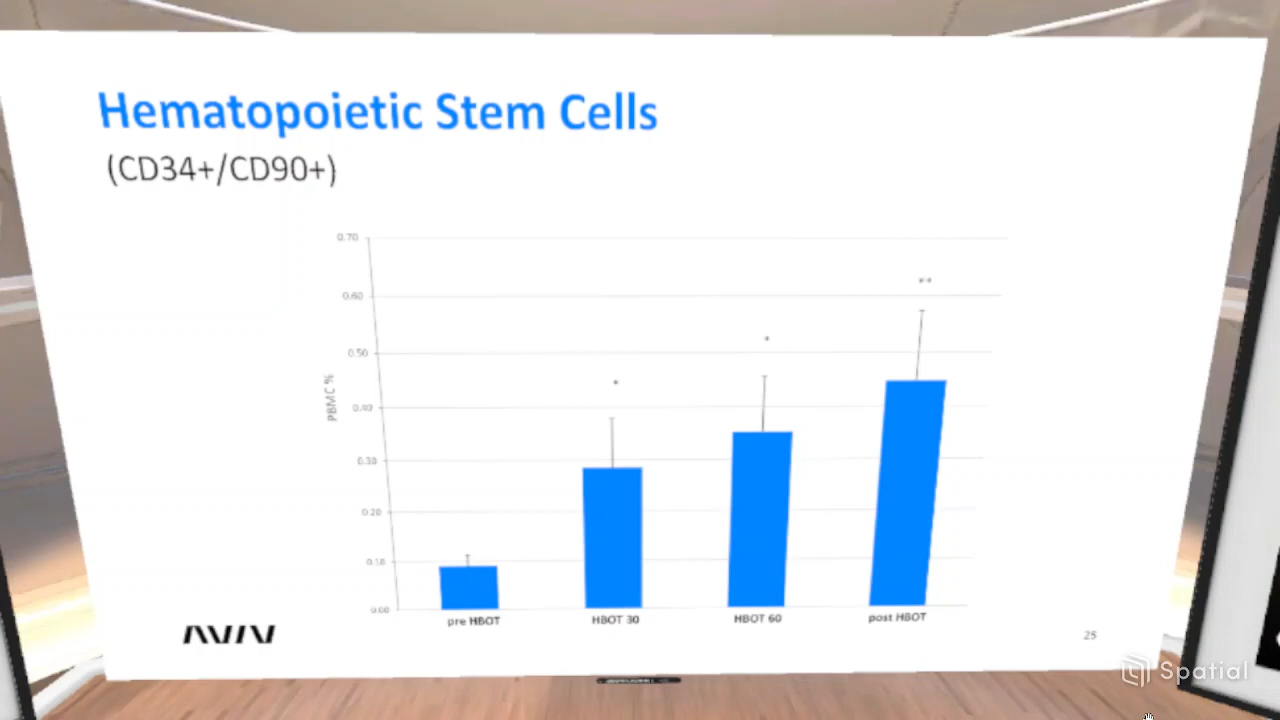 Hematopoietic Stem Cells
(CD34+/CD90+)
0.70
0.60
0.50
0.40
0.30
0.20
0.10
0.00
PBMC %
*
*
**
pre HBOT
HBOT 30
HBOT 60
post HBOT
AVIV
25
Spatial